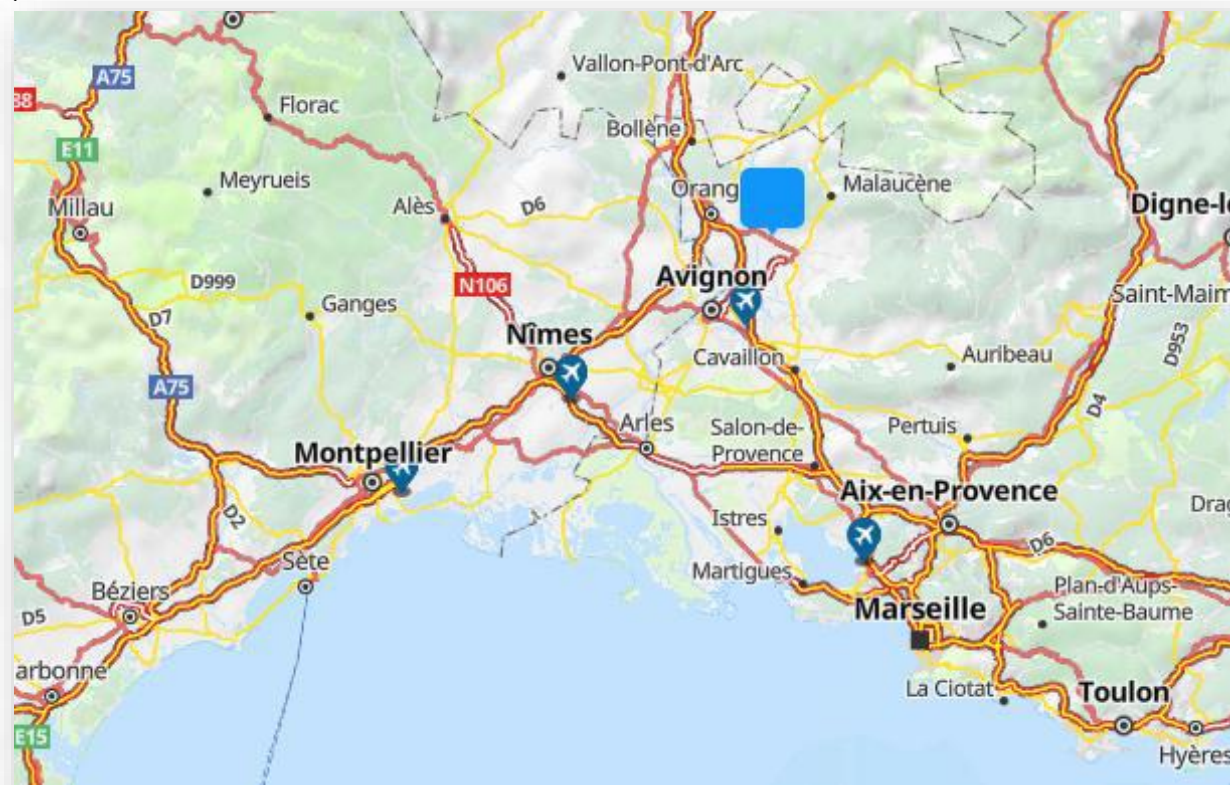 A75
Vallon-Pont-d'Arc
88
Florac
Bollène
E11
Meyrueis
Orang
Malaucène
Millau
Alès
D6
Digne-l
Avignon
D999
N106
Saint-Maim
Ganges
D7
Nîmes
Cavaillon
Auribeau
D953
A75
D4
Arles
Salon-de-
Provence
Pertuis
Montpellier
Aix-en-Provence
D2
Istres
Drag
D6
Sète
Martigues
Béziers
Plan-d'Aups-
Sainte-Baume
D5
Marseille
arbonne
La Ciotat
Toulon
E15
Hyères